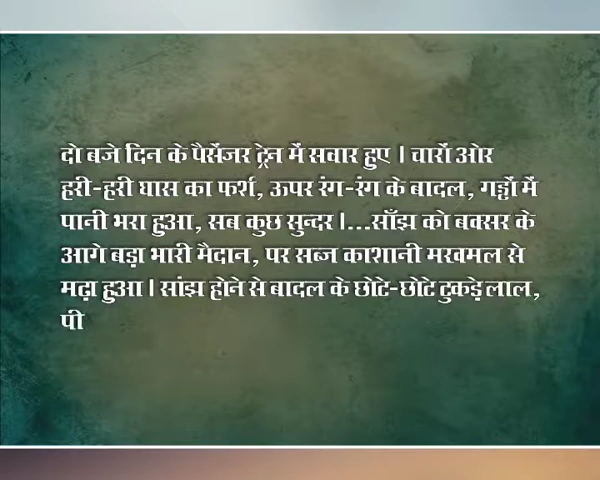 दो बजे दिन के पैसेंजर ट्रेन में सवार हुए । चारों ओर
हरी-हरी घास का फर्श, ऊपर रंग-रंग के बादल, गड्ढों में
पानी भरा हुआ, सब कुछ सुन्दर ।...साँझ को बक्सर के
आगे बड़ा भारी मैदान, पर सब्ज काशानी मखमल से
मढ़ा हुआ । सांझ होने से बादल के छोटे-छोटे टुकड़े लाल,
पी